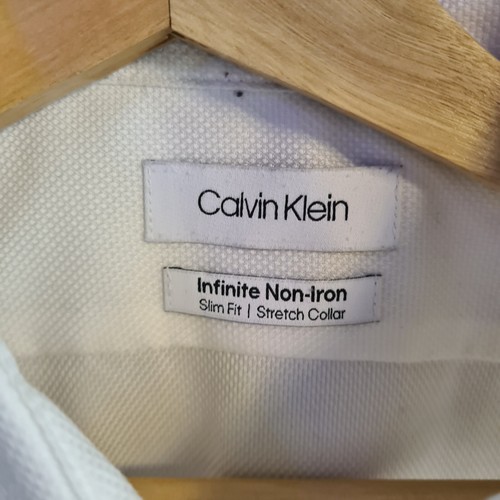 Calvin Klein
Infinite Non-Iron
Slim Fit | Stretch Collar